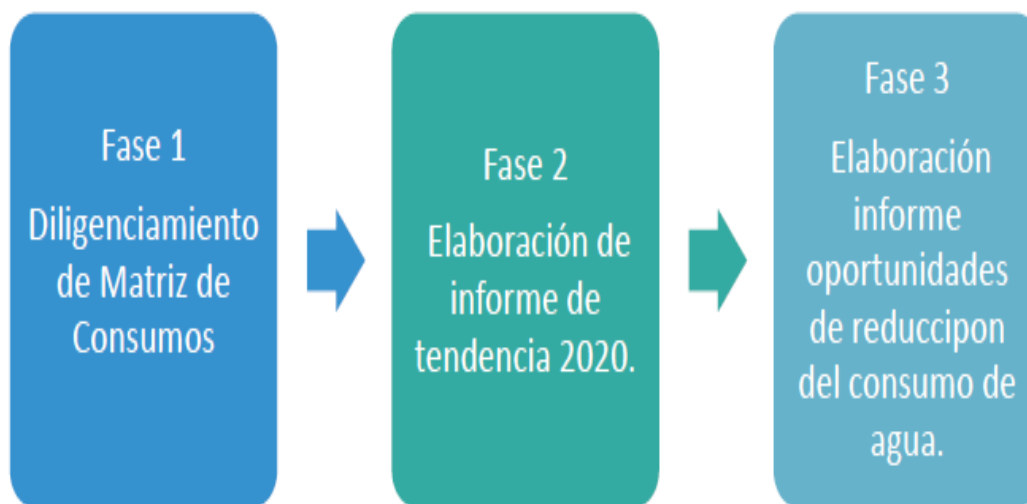 Fase 1
Diligenciamiento
de Matriz de
Consumos
Fase 2
Elaboración de
informe de
tendencia 2020.
Fase 3
Elaboración
informe
oportunidades
de reduccipon
del consumo de
agua.